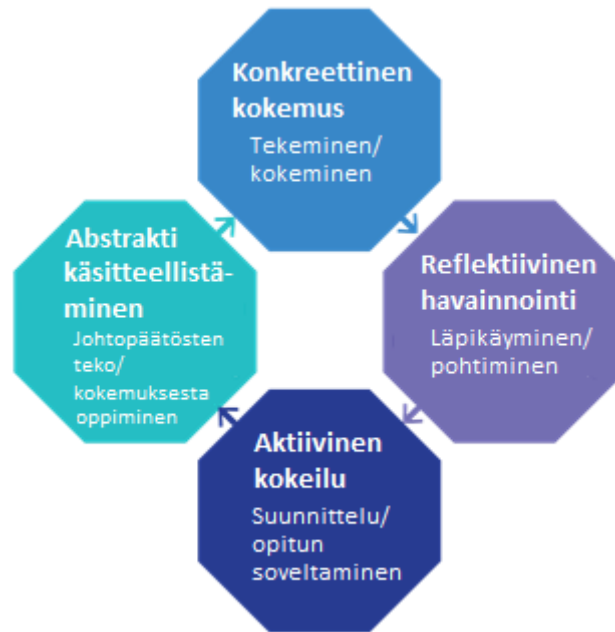 Konkreettinen
kokemus
Tekeminen/
kokeminen
Reflektiivinen
havainnointi
Läpikäyminen/
pohtiminen
Aktiivinen
kokeilu
Suunnittelu/
opitun
soveltaminen
Abstrakti
käsitteellistä-
minen
Johtopäätösten
teko/
kokemuksesta
oppiminen